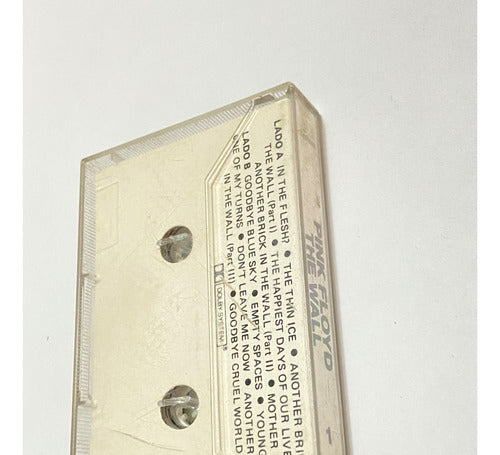 LADO A IN THE FLESH? • THE THIN ICE • ANOTHER BRI
THE WALL (Part I) • THE HAPPIEST DAYS OF OUR LIVE
ANOTHER BRICK IN THE WALL (Part II) • MOTHER
LADO B GOODBYE BLUE SKY • EMPTY SPACES • YOUNG
ONE OF MY TURNS • DON'T LEAVE ME NOW • ANOTHER
IN THE WALL (Part III) • GOODBYE CRUEL WORLD
DOLBY SYSTEM®
PINK FLOYD
THE WALL
1